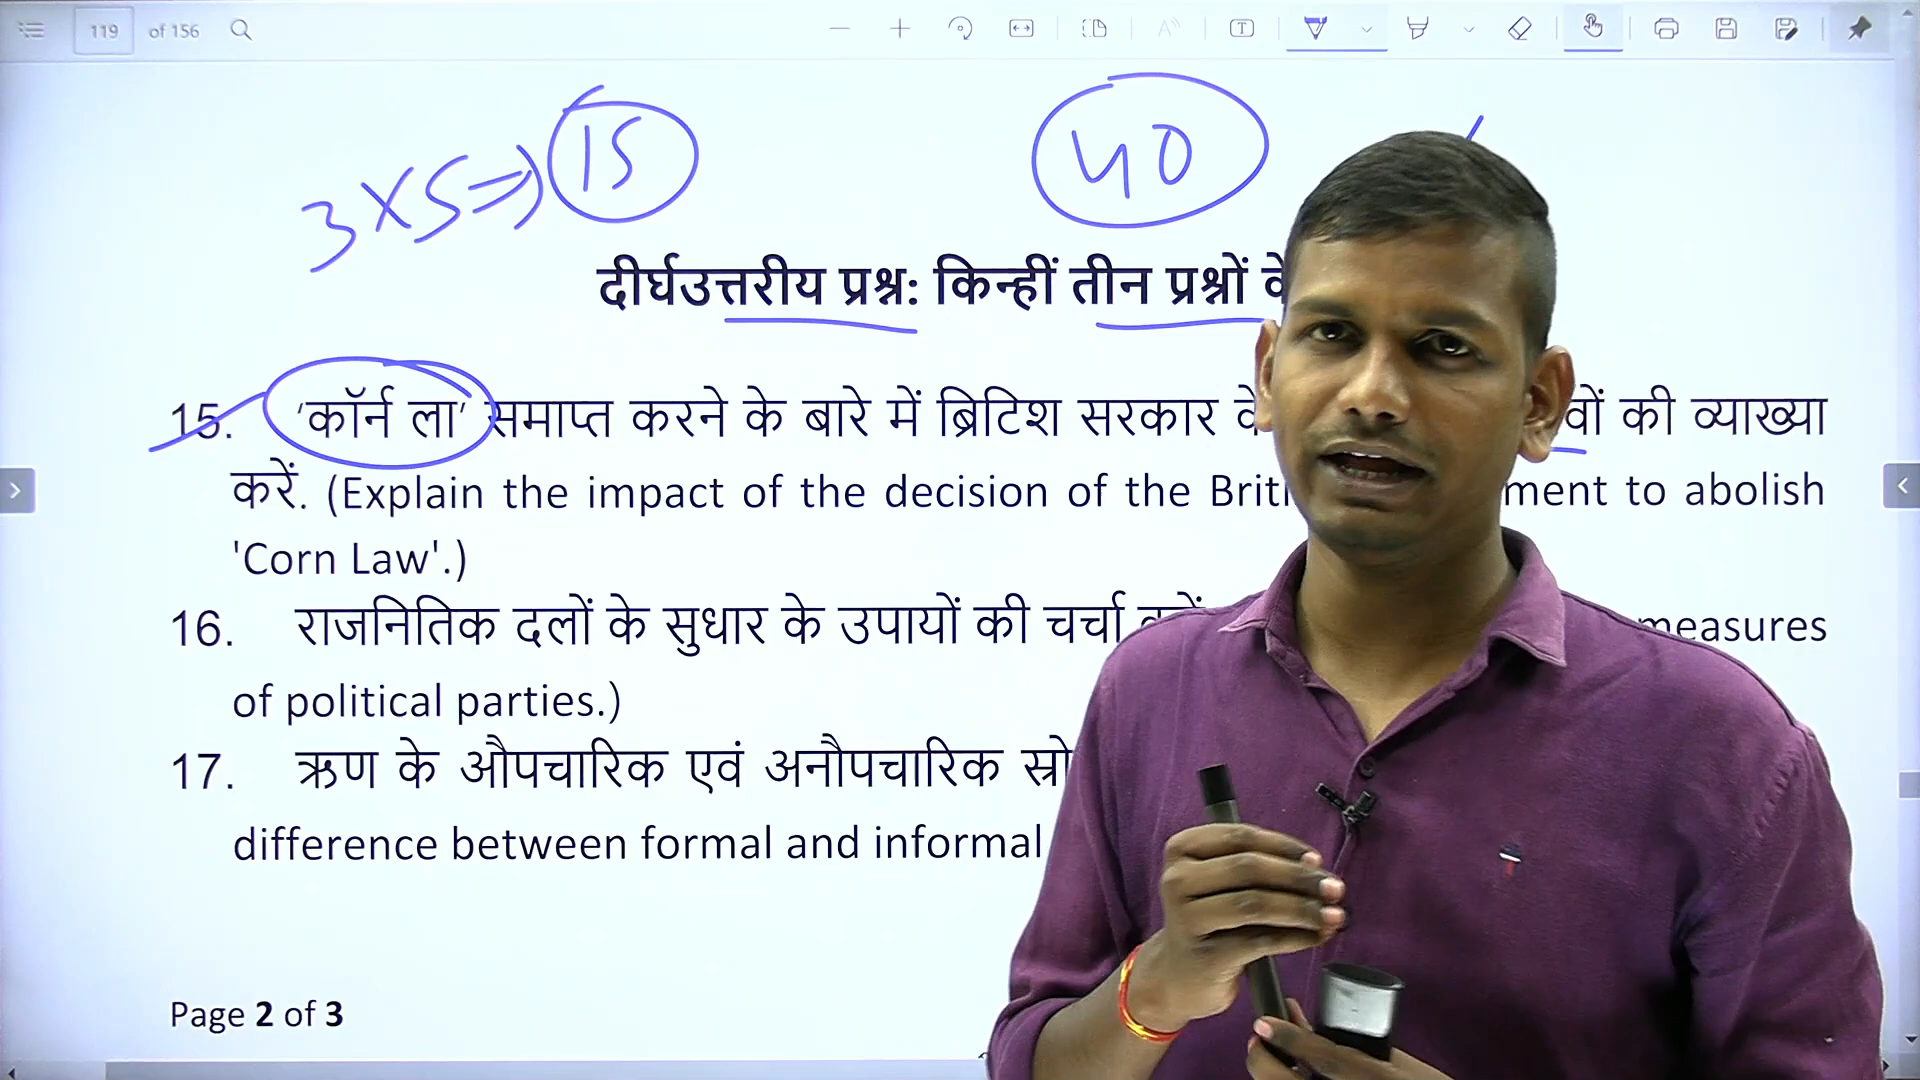 119 of 156
3 x 5 => 15
40
दीर्घउत्तरीय प्रश्न: किन्हीं तीन प्रश्नों
15. 'कॉर्न ला' समाप्त करने के बारे में ब्रिटिश सरकार की व्याख्या
करें. (Explain the impact of the decision of the to abolish
'Corn Law'.)
16. राजनितिक दलों के सुधार के उपायों की चर्चा measures
of political parties.)
17. ऋण के औपचारिक एवं अनौपचारिक
difference between formal and informal
Page 2 of 3